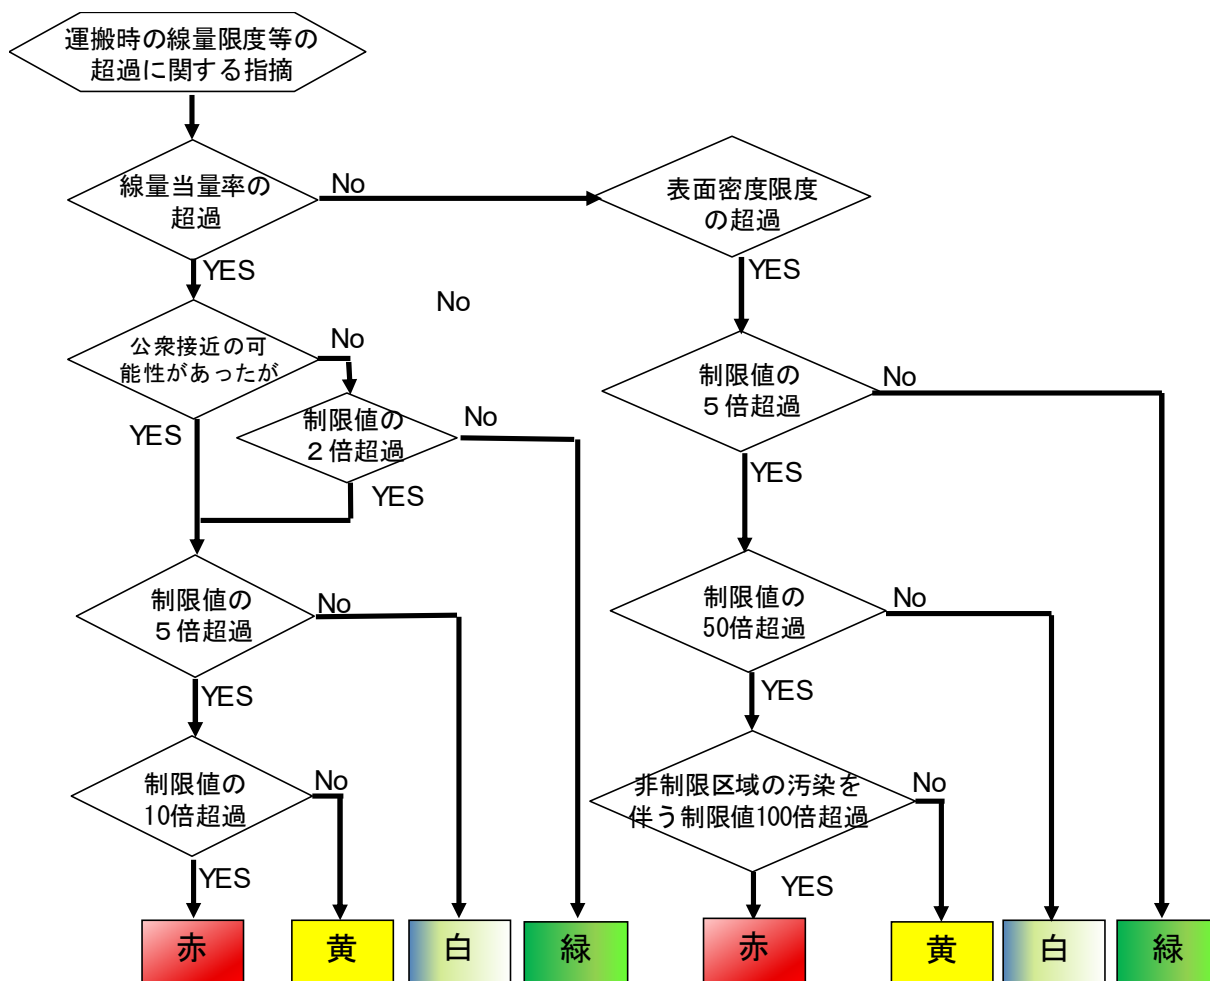 運搬時の線量限度等の
超過に関する指摘
線量当量率の
超過
No
表面密度限度
の超過
YES
YES
No
公衆接近の可
能性があったが
No
YES
制限値の
２倍超過
No
YES
制限値の
５倍超過
No
YES
制限値の
５倍超過
No
YES
制限値の
50倍超過
No
YES
制限値の
10倍超過
No
YES
非制限区域の汚染を
伴う制限値100倍超過
No
YES
赤
黄
白
緑
赤
黄
白
緑